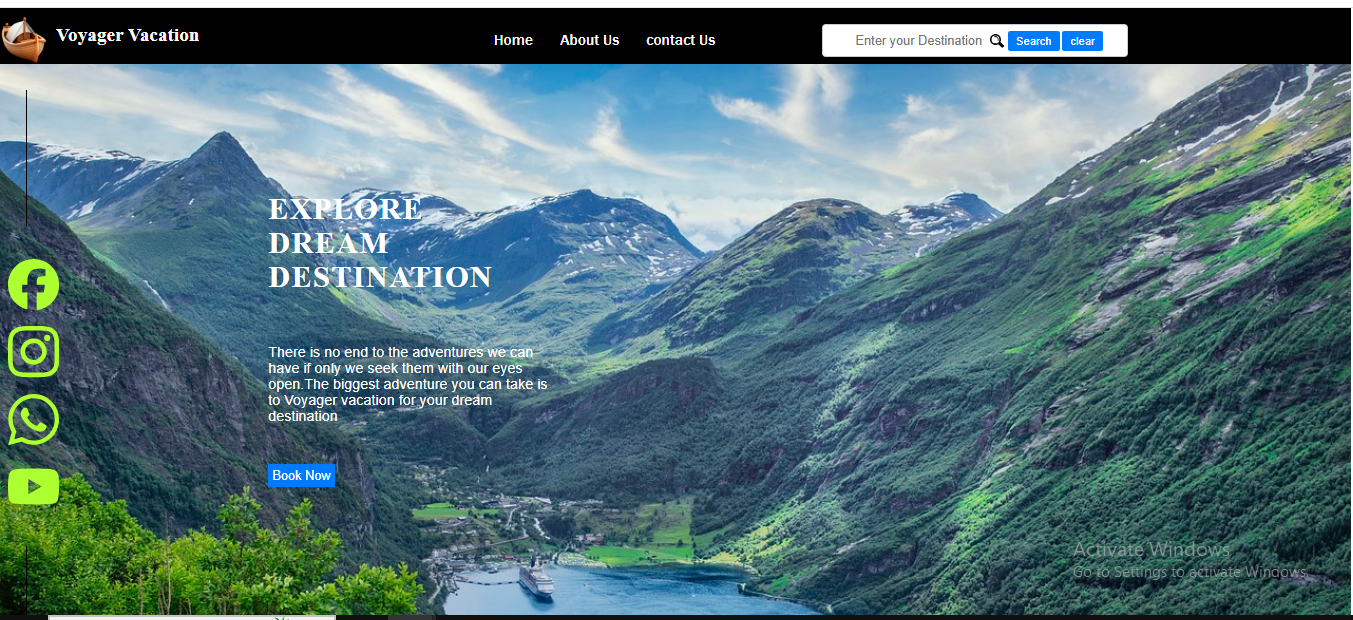 Voyager Vacation
Home About Us contact Us
Enter your Destination Search clear
EXPLORE
DREAM
DESTINATION
There is no end to the adventures we can
have if only we seek them with our eyes
open.The biggest adventure you can take is
to Voyager vacation for your dream
destination
Book Now
Activate Windows
Go to Settings to activate Windows.